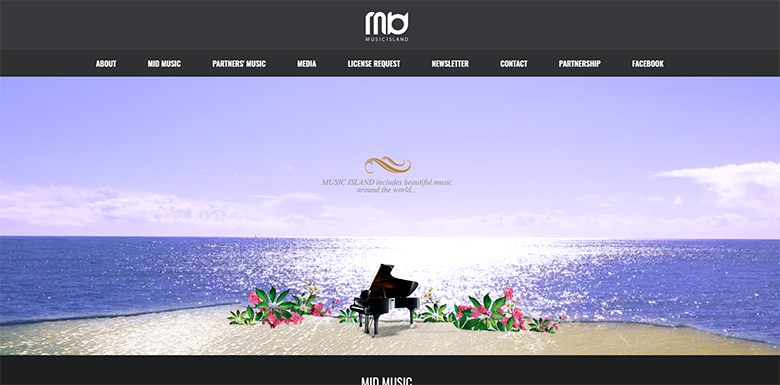 mid
MUSICISLAND
ABOUT MID MUSIC PARTNERS' MUSIC MEDIA LICENSE REQUEST NEWSLETTER CONTACT PARTNERSHIP FACEBOOK
MUSIC ISLAND includes beautiful music
around the world...
MID MUSIC